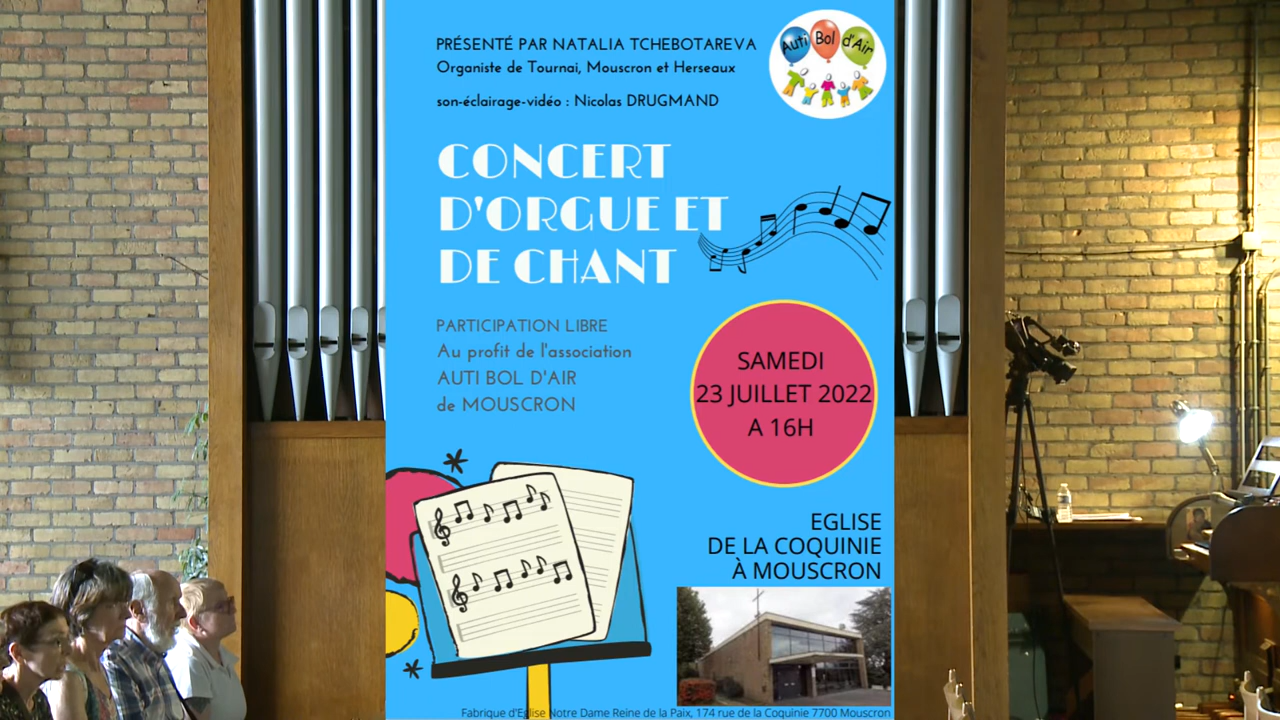 PRÉSENTÉ PAR NATALIA TCHEBOTAREVA
Organiste de Tournai, Mouscron et Herseaux
son-éclairage-vidéo : Nicolas DRUGMAND
Auti Bol d'Air
CONCERT
D'ORGUE ET
DE CHANT
PARTICIPATION LIBRE
Au profit de l'association
AUTI BOL D'AIR
de MOUSCRON
SAMEDI
23 JUILLET 2022
A 16H
EGLISE
DE LA COQUINIE
À MOUSCRON
Fabrique d'Eglise Notre Dame Reine de la Paix, 174 rue de la Coquinie 7700 Mouscron